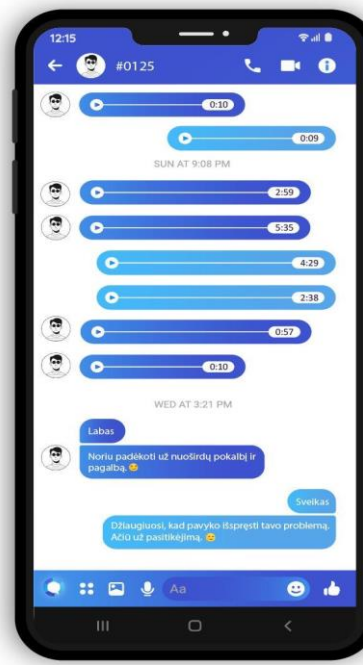 12:15
#0125
0:10
0:09
SUN AT 9:08 PM
2:59
5:35
4:29
2:38
0:57
0:10
WED AT 3:21 PM
Labas
Noriu padėkoti už nuoširdų pokalbį ir
pagalbą.
Sveikas
Džiaugiuosi, kad pavyko išspręsti tavo problemą.
Ačiū už pasitikėjimą.
Aa